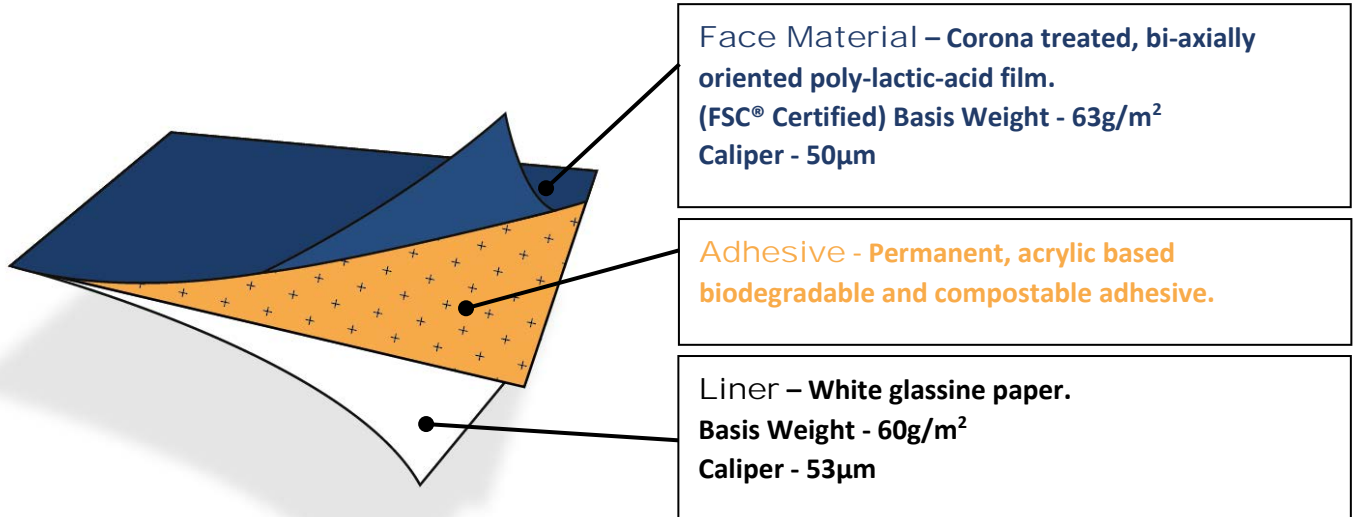 Face Material – Corona treated, bi-axially
oriented poly-lactic-acid film.
(FSC® Certified) Basis Weight - 63g/m²
Caliper - 50µm
Adhesive - Permanent, acrylic based
biodegradable and compostable adhesive.
Liner – White glassine paper.
Basis Weight - 60g/m²
Caliper - 53µm